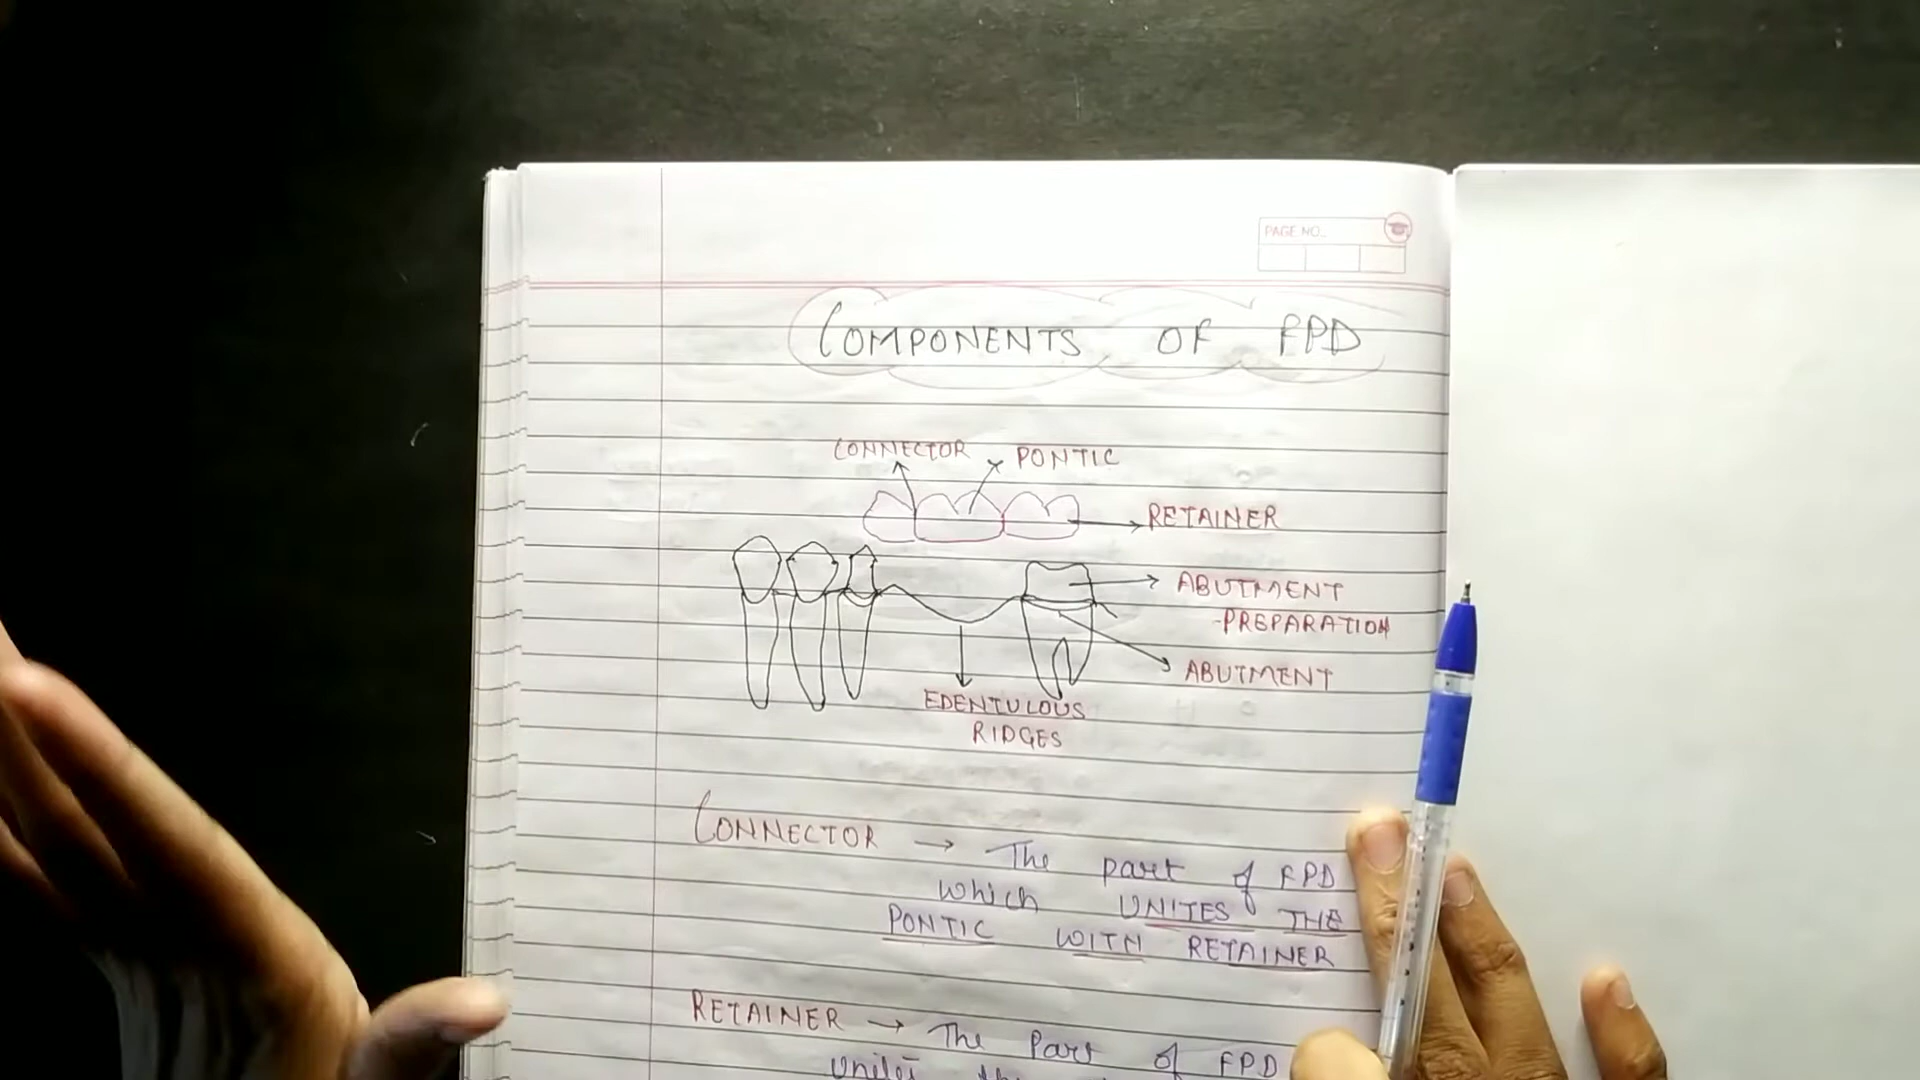 PAGE NO.
COMPONENTS OF FPD
CONNECTOR PONTIC
RETAINER
ABUTMENT
-PREPARATION
ABUTMENT
EDENTULOUS
RIDGES
CONNECTOR → The part of FPD
which UNITES THE
PONTIC WITH RETAINER
RETAINER → The Part of FPD
Unites